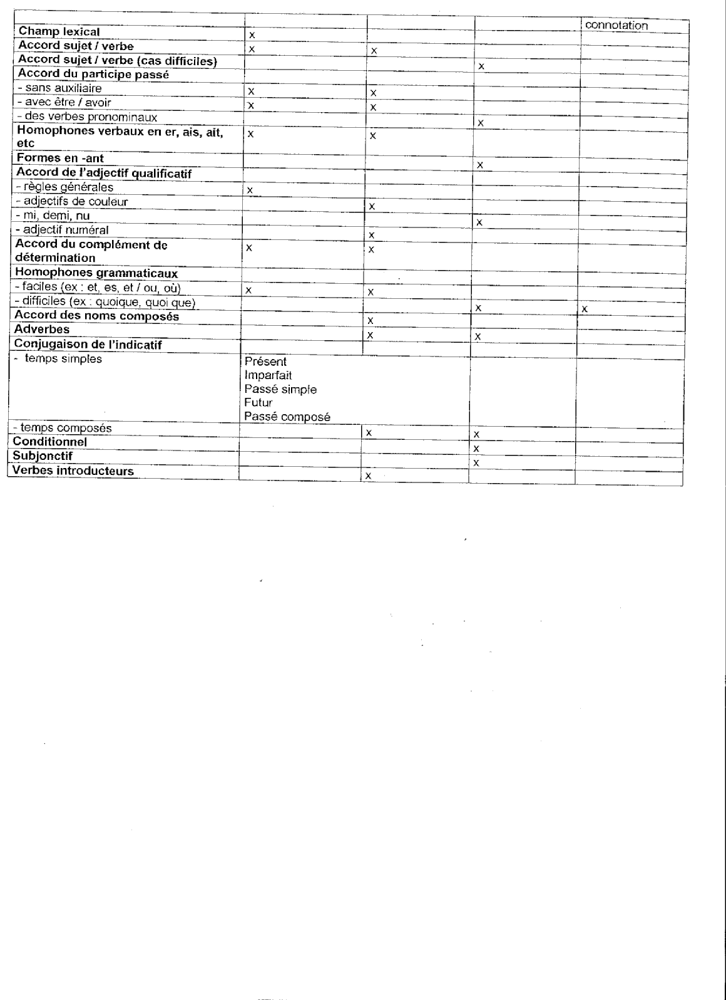 connotation
Champ lexical x
Accord sujet / verbe x x
Accord sujet / verbe (cas difficiles) x
Accord du participe passé
- sans auxiliaire x x
- avec être / avoir x x
- des verbes pronominaux x
Homophones verbaux en er, ais, ait, x x
etc
Formes en -ant x
Accord de l'adjectif qualificatif
- règles générales x
- adjectifs de couleur x
- mi, demi, nu x
- adjectif numéral x
Accord du complément de x x
détermination
Homophones grammaticaux
- faciles (ex : et, es, et / ou, où) x x
- difficiles (ex : quoique, quoi que) x x
Accord des noms composés x
Adverbes x x
Conjugaison de l'indicatif
- temps simples Présent
Imparfait
Passé simple
Futur
Passé composé
- temps composés x x
Conditionnel x
Subjonctif x
Verbes introducteurs x